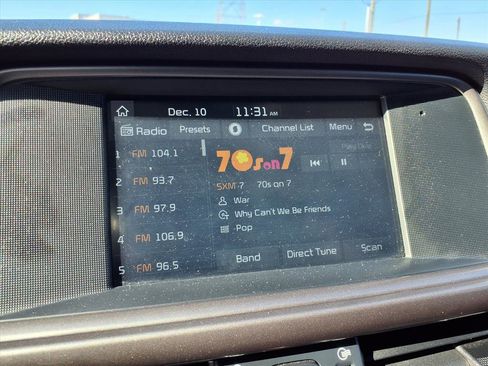 Dec. 10 11:31 AM
Radio Presets Channel List Menu
1 FM 104.1
2 FM 93.7
3 FM 97.9
4 FM 106.9
5 FM 96.5
70s on 7
SXM 7 70s on 7
War
Why Can't We Be Friends
Pop
Band Direct Tune Scan